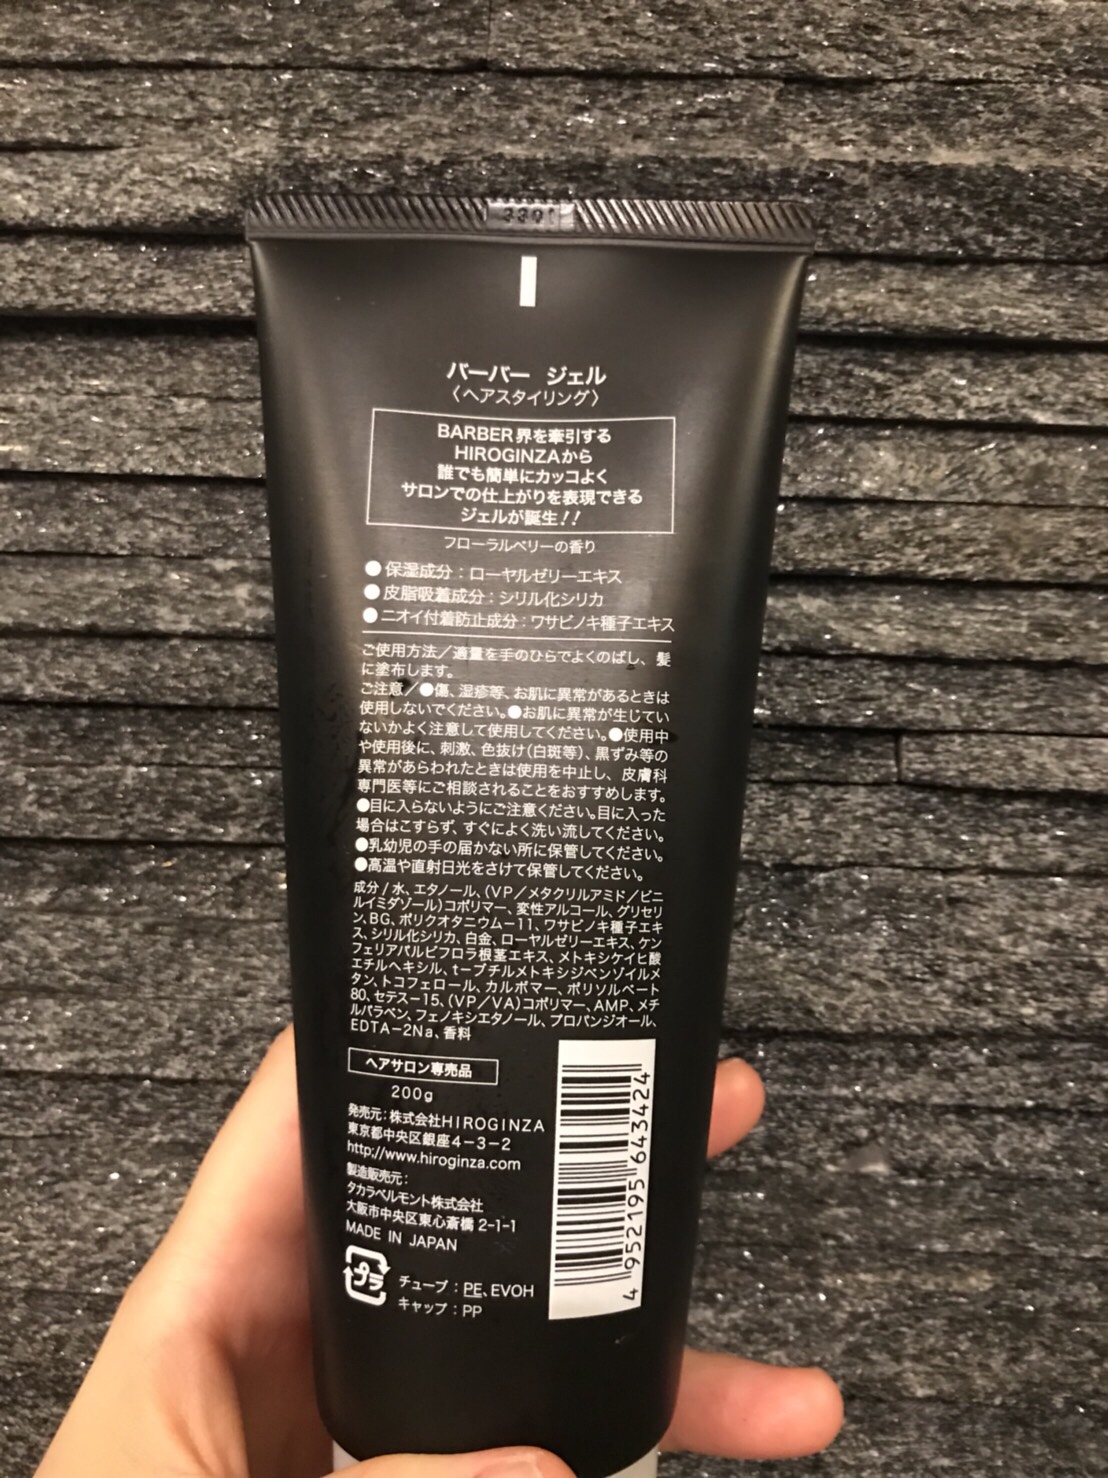 バーバー ジェル
〈ヘアスタイリング〉
BARBER界を牽引する
HIROGINZAから
誰でも簡単にカッコよく
サロンでの仕上がりを表現できる
ジェルが誕生!!
フローラルベリーの香り
●保湿成分：ローヤルゼリーエキス
●皮脂吸着成分：シリル化シリカ
●ニオイ付着防止成分：ワサビノキ種子エキス
ご使用方法／適量を手のひらでよくのばし、髪
に塗布します。
ご注意／●傷、湿疹等、お肌に異常があるときは
使用しないでください。●お肌に異常が生じてい
ないかよく注意して使用してください。●使用中
や使用後に、刺激、色抜け(白斑等)、黒ずみ等の
異常があらわれたときは使用を中止し、皮膚科
専門医等にご相談されることをおすすめします。
●目に入らないようにご注意ください。目に入った
場合はこすらず、すぐによく洗い流してください。
●乳幼児の手の届かない所に保管してください。
●高温や直射日光をさけて保管してください。
成分/水、エタノール、(VP／メタクリルアミド／ビニ
ルイミダゾール)コポリマー、変性アルコール、グリセリ
ン、BG、ポリクオタニウム－11、ワサビノキ種子エキ
ス、シリル化シリカ、白金、ローヤルゼリーエキス、ケン
フェリアパルビフロラ根茎エキス、メトキシケイヒ酸
エチルヘキシル、t－ブチルメトキシジベンゾイルメ
タン、トコフェロール、カルボマー、ポリソルベート
80、セテス－15、(VP／VA)コポリマー、AMP、メチ
ルパラベン、フェノキシエタノール、プロパンジオール、
EDTA－2Na、香料
ヘアサロン専売品
200g
発売元：株式会社HIROGINZA
東京都中央区銀座4－3－2
http://www.hiroginza.com
製造販売元：
タカラベルモント株式会社
大阪市中央区東心斎橋 2-1-1
MADE IN JAPAN
プラ
チューブ：PE、EVOH
キャップ：PP
4 952195 643424